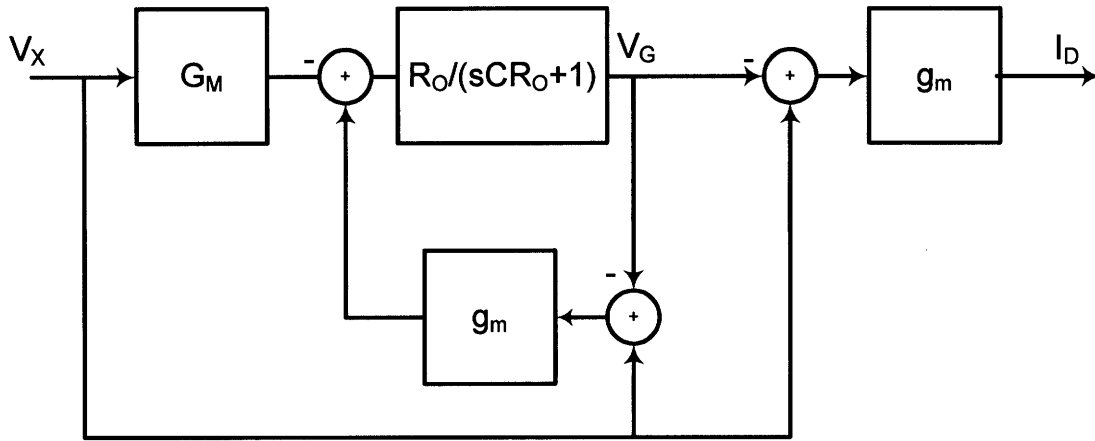 V_X
G_M
-
+
R_O/(sCR_O+1)
V_G
-
+
g_m
I_D
-
g_m
+